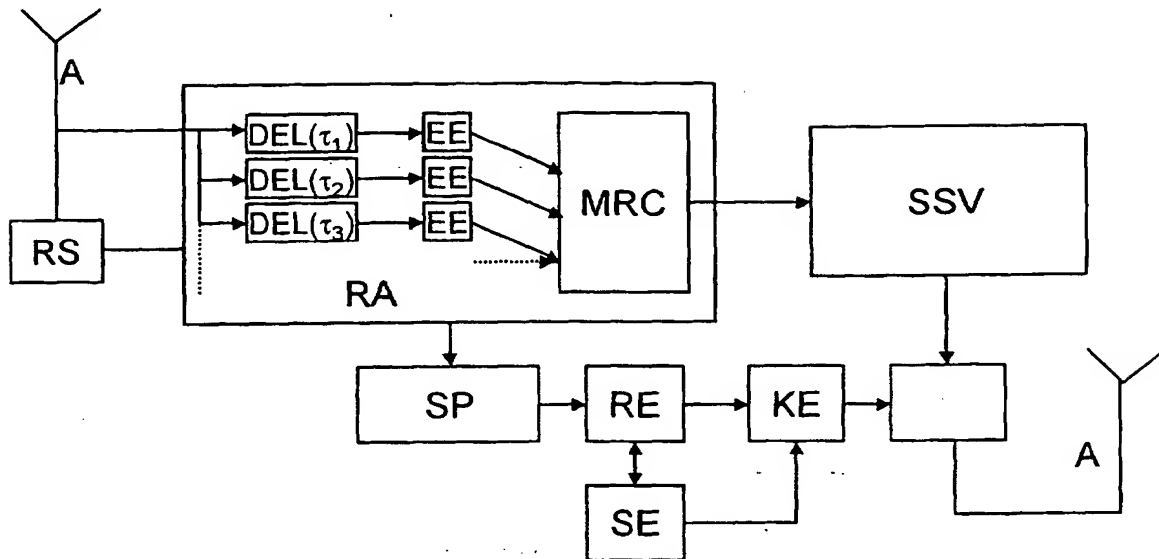 A
DEL(τ₁) EE
DEL(τ₂) EE
DEL(τ₃) EE
MRC
SSV
RS
RA
SP
RE
KE
A
SE